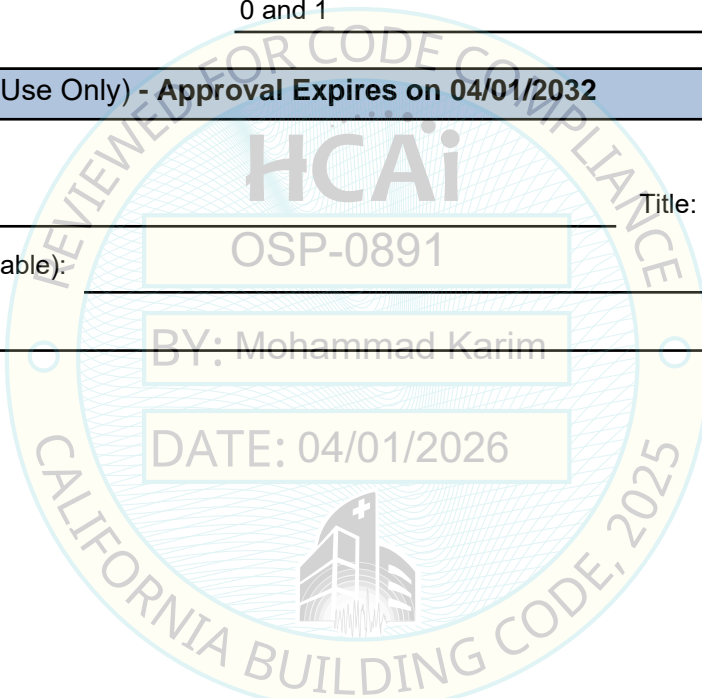 0 and 1
Use Only) - Approval Expires on 04/01/2032
REVIEWED FOR CODE COMPLIANCE
HCAi
Title:
OSP-0891
able):
BY: Mohammad Karim
DATE: 04/01/2026
CALIFORNIA BUILDING CODE, 2025